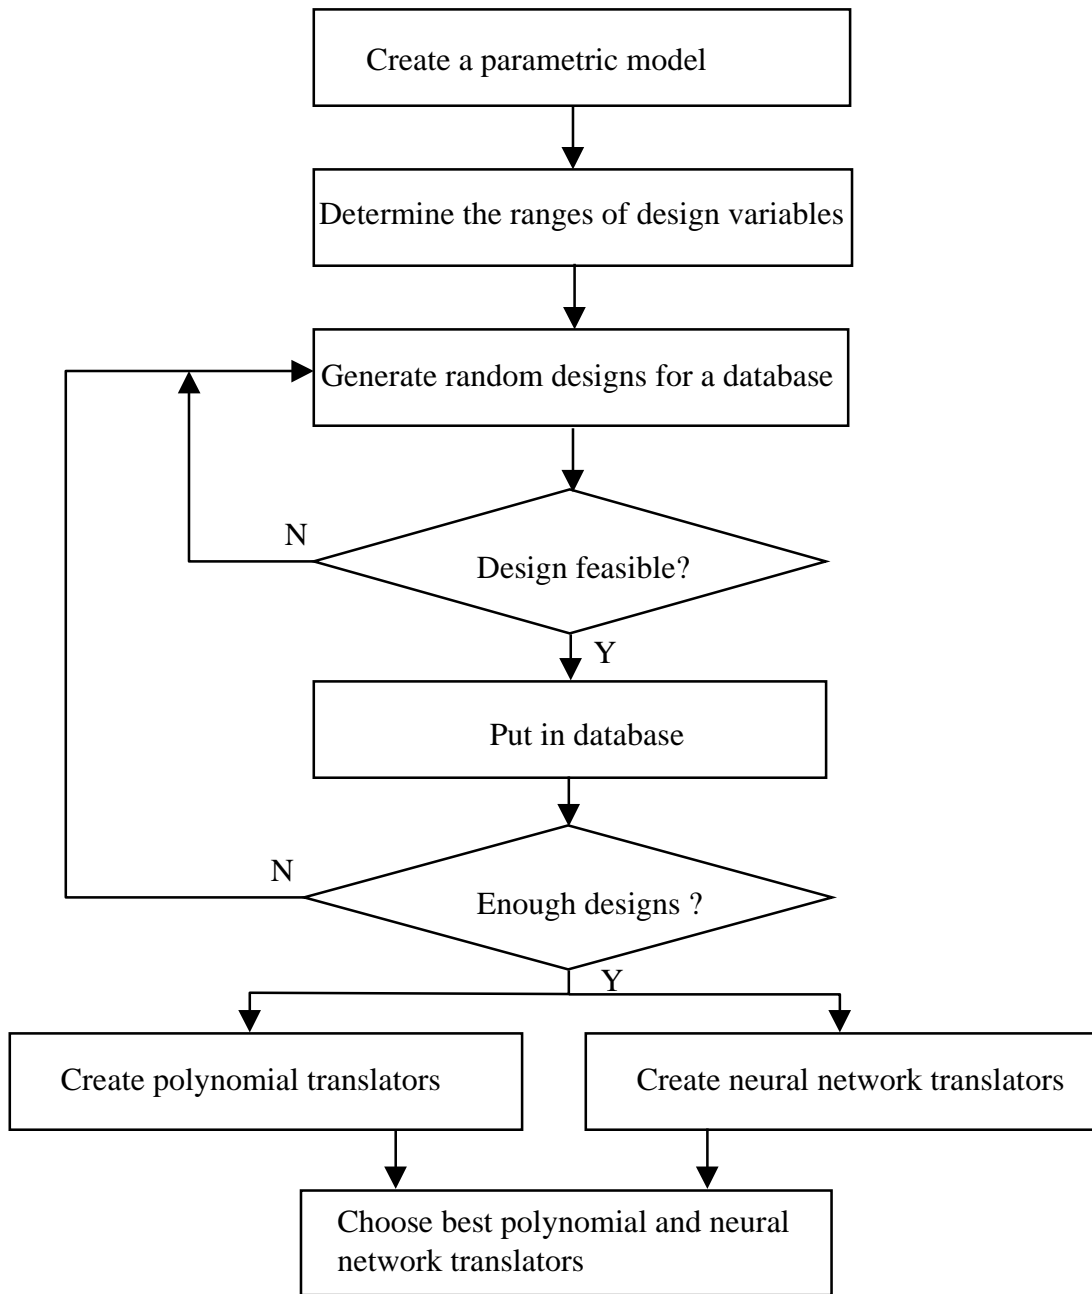 Create a parametric model
Determine the ranges of design variables
Generate random designs for a database
N
Design feasible?
Y
Put in database
N
Enough designs ?
Y
Create polynomial translators
Create neural network translators
Choose best polynomial and neural
network translators